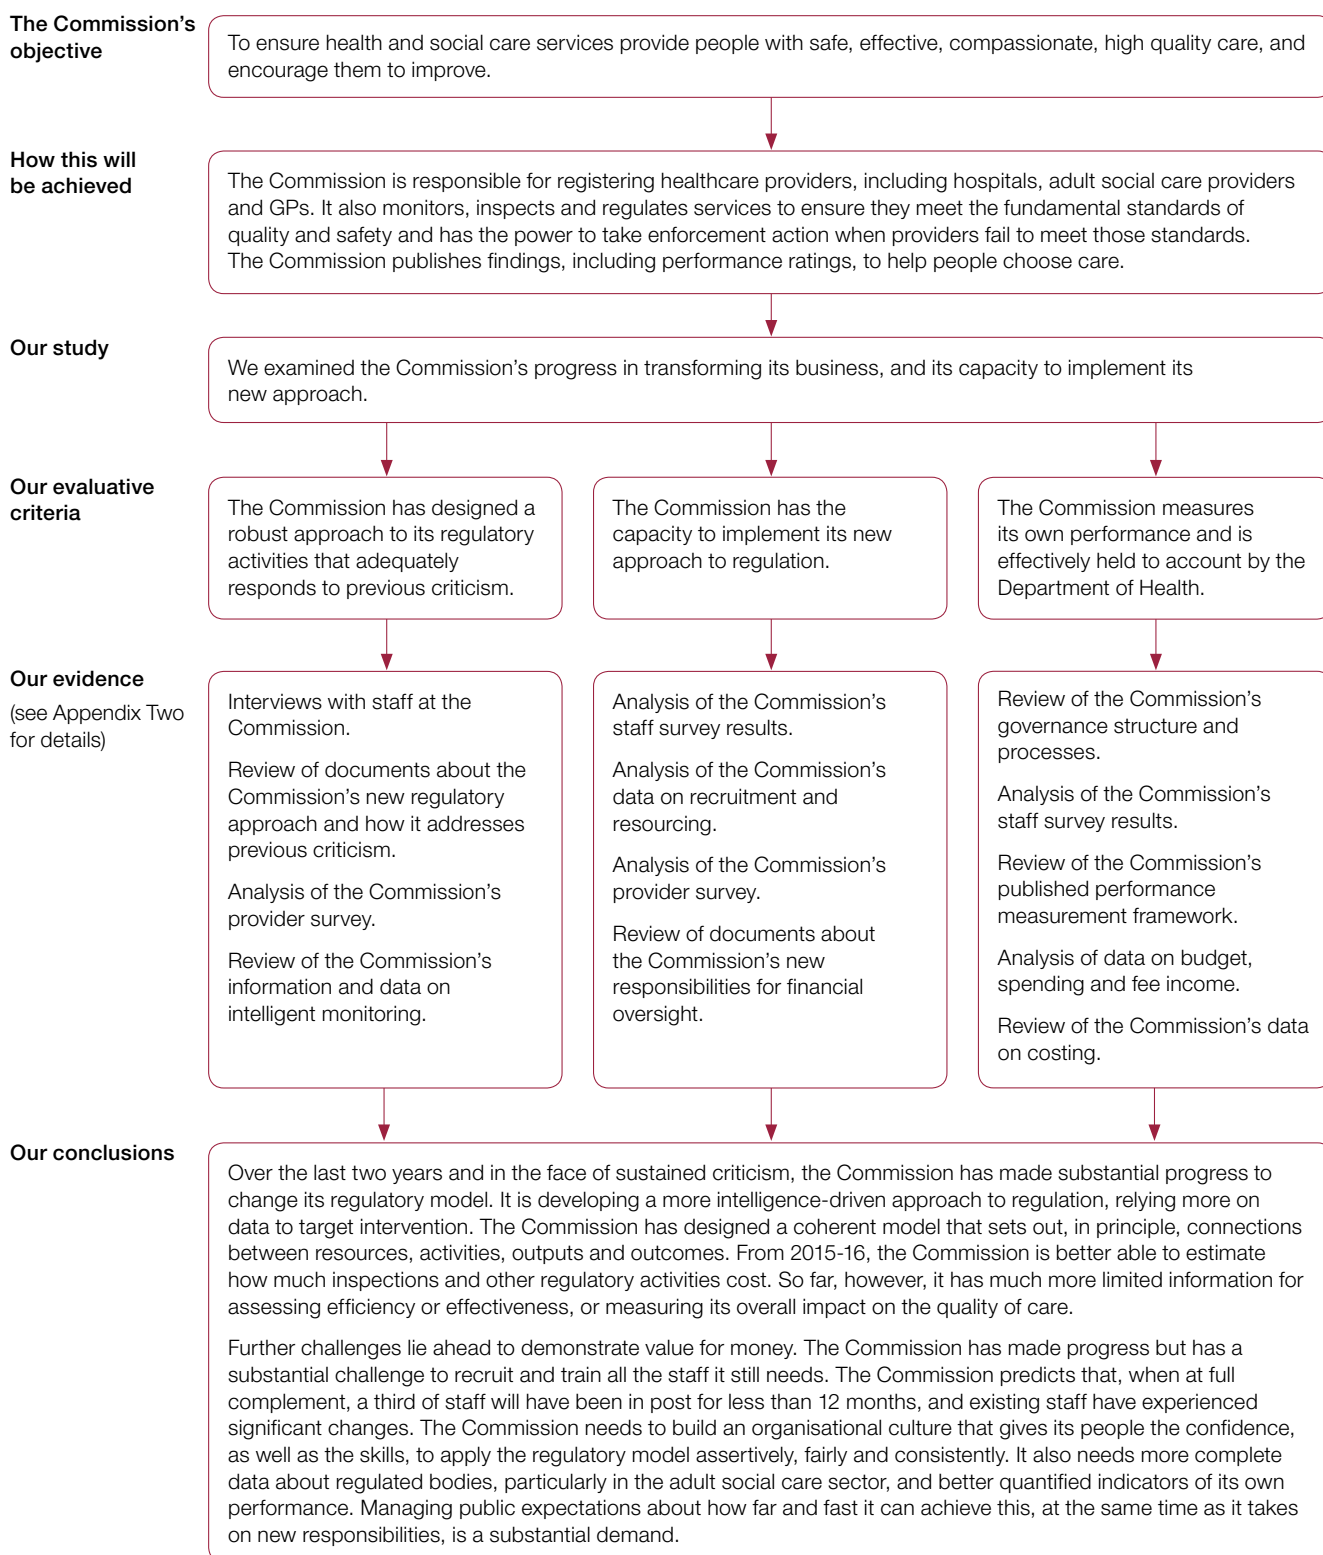 The Commission's
objective
To ensure health and social care services provide people with safe, effective, compassionate, high quality care, and
encourage them to improve.
How this will
be achieved
The Commission is responsible for registering healthcare providers, including hospitals, adult social care providers
and GPs. It also monitors, inspects and regulates services to ensure they meet the fundamental standards of
quality and safety and has the power to take enforcement action when providers fail to meet those standards.
The Commission publishes findings, including performance ratings, to help people choose care.
Our study
We examined the Commission's progress in transforming its business, and its capacity to implement its
new approach.
Our evaluative
criteria
The Commission has designed a
robust approach to its regulatory
activities that adequately
responds to previous criticism.
The Commission has the
capacity to implement its new
approach to regulation.
The Commission measures
its own performance and is
effectively held to account by the
Department of Health.
Our evidence
(see Appendix Two
for details)
Interviews with staff at the
Commission.
Review of documents about the
Commission's new regulatory
approach and how it addresses
previous criticism.
Analysis of the Commission's
provider survey.
Review of the Commission's
information and data on
intelligent monitoring.
Analysis of the Commission's
staff survey results.
Analysis of the Commission's
data on recruitment and
resourcing.
Analysis of the Commission's
provider survey.
Review of documents about
the Commission's new
responsibilities for financial
oversight.
Review of the Commission's
governance structure and
processes.
Analysis of the Commission's
staff survey results.
Review of the Commission's
published performance
measurement framework.
Analysis of data on budget,
spending and fee income.
Review of the Commission's data
on costing.
Our conclusions
Over the last two years and in the face of sustained criticism, the Commission has made substantial progress to
change its regulatory model. It is developing a more intelligence-driven approach to regulation, relying more on
data to target intervention. The Commission has designed a coherent model that sets out, in principle, connections
between resources, activities, outputs and outcomes. From 2015-16, the Commission is better able to estimate
how much inspections and other regulatory activities cost. So far, however, it has much more limited information for
assessing efficiency or effectiveness, or measuring its overall impact on the quality of care.
Further challenges lie ahead to demonstrate value for money. The Commission has made progress but has a
substantial challenge to recruit and train all the staff it still needs. The Commission predicts that, when at full
complement, a third of staff will have been in post for less than 12 months, and existing staff have experienced
significant changes. The Commission needs to build an organisational culture that gives its people the confidence,
as well as the skills, to apply the regulatory model assertively, fairly and consistently. It also needs more complete
data about regulated bodies, particularly in the adult social care sector, and better quantified indicators of its own
performance. Managing public expectations about how far and fast it can achieve this, at the same time as it takes
on new responsibilities, is a substantial demand.